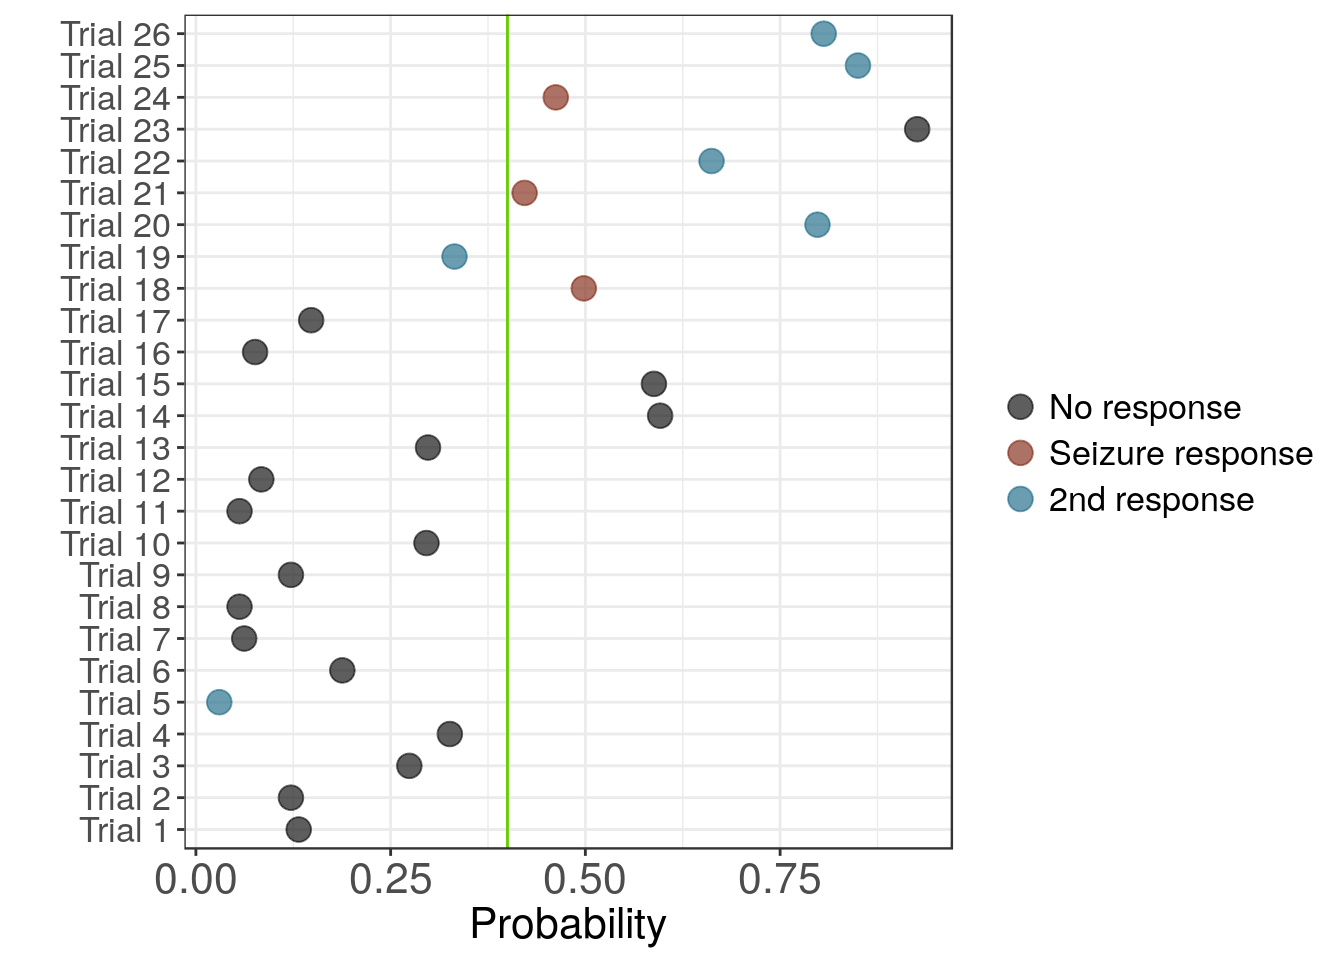 Trial 26
Trial 25
Trial 24
Trial 23
Trial 22
Trial 21
Trial 20
Trial 19
Trial 18
Trial 17
Trial 16
Trial 15
Trial 14
Trial 13
Trial 12
Trial 11
Trial 10
Trial 9
Trial 8
Trial 7
Trial 6
Trial 5
Trial 4
Trial 3
Trial 2
Trial 1
0.00 0.25 0.50 0.75
Probability
No response
Seizure response
2nd response